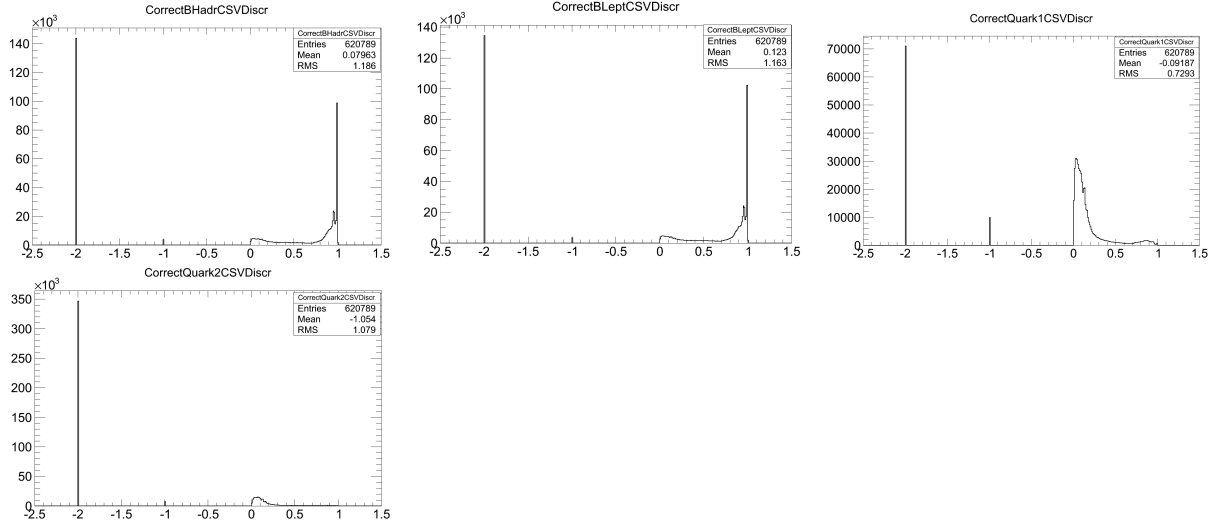 CorrectBHadrCSVDiscr
×10³
CorrectBHadrCSVDiscr
Entries 620789
Mean 0.07963
RMS 1.186
140
120
100
80
60
40
20
0
-2.5 -2 -1.5 -1 -0.5 0 0.5 1 1.5
CorrectBLeptCSVDiscr
×10³
CorrectBLeptCSVDiscr
Entries 620789
Mean 0.123
RMS 1.163
140
120
100
80
60
40
20
0
-2.5 -2 -1.5 -1 -0.5 0 0.5 1 1.5
CorrectQuark1CSVDiscr
CorrectQuark1CSVDiscr
Entries 620789
Mean -0.09187
RMS 0.7293
70000
60000
50000
40000
30000
20000
10000
0
-2.5 -2 -1.5 -1 -0.5 0 0.5 1 1.5
CorrectQuark2CSVDiscr
×10³
CorrectQuark2CSVDiscr
Entries 620789
Mean -1.054
RMS 1.079
350
300
250
200
150
100
50
0
-2.5 -2 -1.5 -1 -0.5 0 0.5 1 1.5